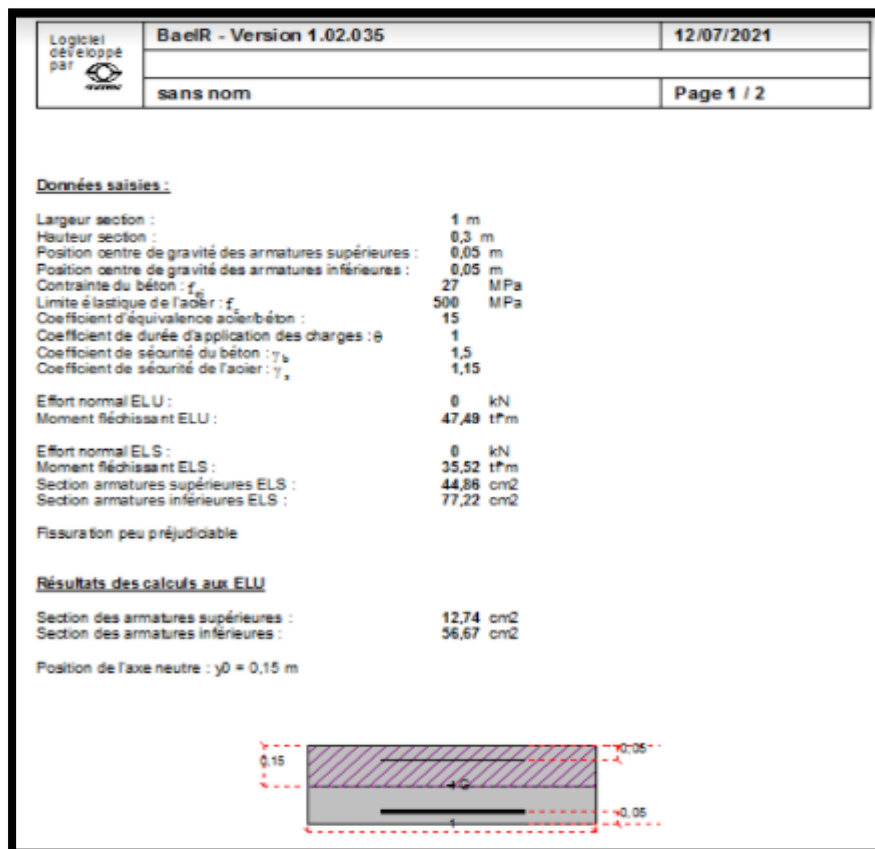 Logiciel
développé
par
BaelR - Version 1.02.035
12/07/2021
sans nom
Page 1 / 2
Données saisies :
Largeur section : 1 m
Hauteur section : 0,3 m
Position centre de gravité des armatures supérieures : 0,05 m
Position centre de gravité des armatures inférieures : 0,05 m
Contrainte du béton : 27 MPa
Limite élastique de l'acier : 500 MPa
Coefficient d'équivalence acier/béton : 15
Coefficient de durée d'application des charges : θ 1
Coefficient de sécurité du béton : γb 1,5
Coefficient de sécurité de l'acier : γs 1,15
Effort normal ELU : 0 kN
Moment fléchissant ELU : 47,49 t*m
Effort normal ELS : 0 kN
Moment fléchissant ELS : 35,52 t*m
Section armatures supérieures ELS : 44,86 cm2
Section armatures inférieures ELS : 77,22 cm2
Fissuration peu préjudiciable
Résultats des calculs aux ELU
Section des armatures supérieures : 12,74 cm2
Section des armatures inférieures : 56,67 cm2
Position de l'axe neutre : y0 = 0,15 m
0,05
0,15
G
0,05
1